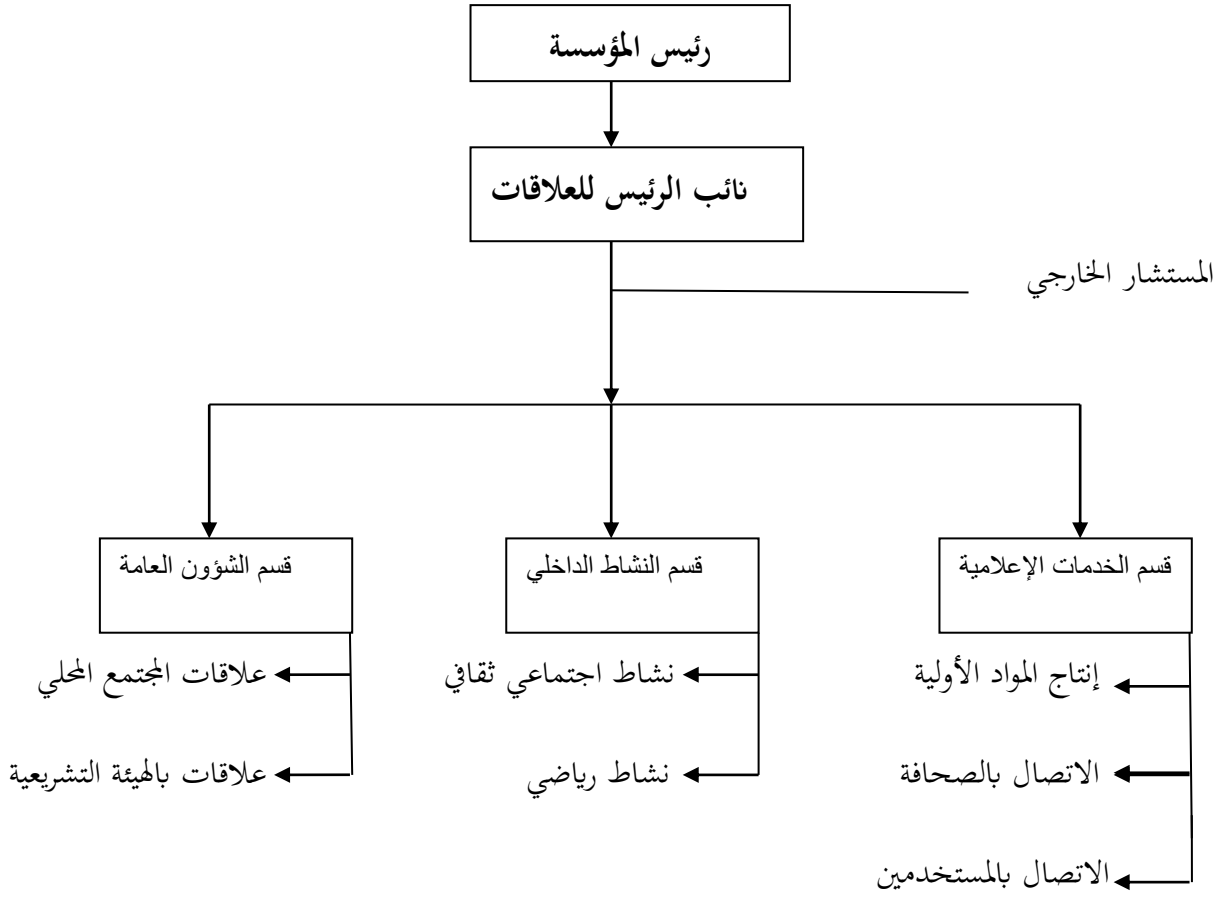 رئيس المؤسسة
نائب الرئيس للعلاقات
المستشار الخارجي
قسم الخدمات الإعلامية
إنتاج المواد الأولية
الاتصال بالصحافة
الاتصال بالمستخدمين
قسم النشاط الداخلي
نشاط اجتماعي ثقافي
نشاط رياضي
قسم الشؤون العامة
علاقات المجتمع المحلي
علاقات بالهيئة التشريعية